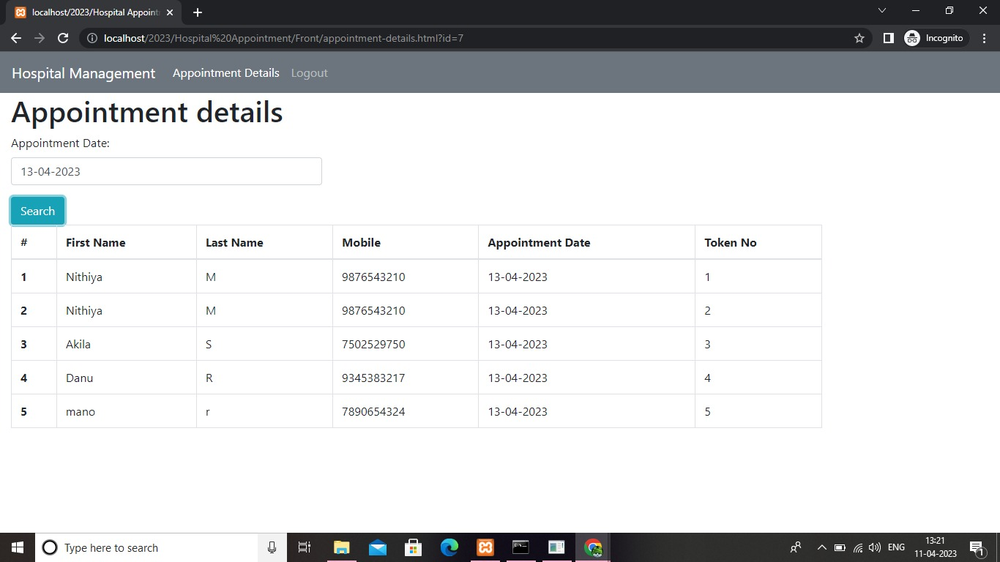 localhost/2023/Hospital Appoint
localhost/2023/Hospital%20Appointment/Front/appointment-details.html?id=7
Incognito
Hospital Management Appointment Details Logout
Appointment details
Appointment Date:
13-04-2023
Search
# First Name Last Name Mobile Appointment Date Token No
1 Nithiya M 9876543210 13-04-2023 1
2 Nithiya M 9876543210 13-04-2023 2
3 Akila S 7502529750 13-04-2023 3
4 Danu R 9345383217 13-04-2023 4
5 mano r 7890654324 13-04-2023 5
Type here to search
ENG
13:21
11-04-2023
1